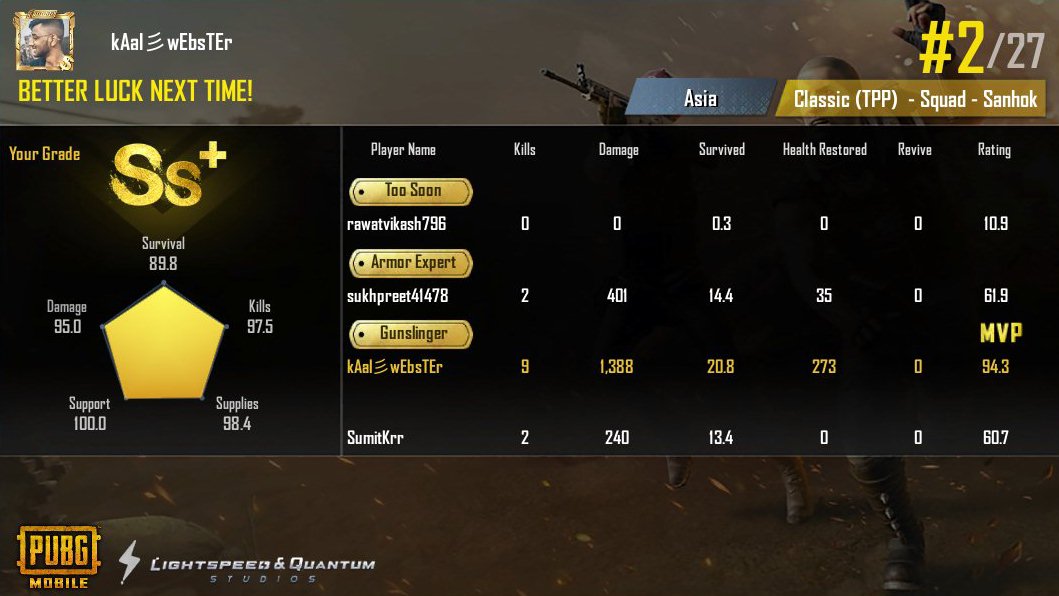 kAal彡wEbsTEr
BETTER LUCK NEXT TIME!
#2/27
Asia
Classic (TPP) - Squad - Sanhok
Your Grade
Ss+
Survival
89.8
Damage
95.0
Kills
97.5
Support
100.0
Supplies
98.4
Player Name Kills Damage Survived Health Restored Revive Rating
Too Soon
rawatvikash796 0 0 0.3 0 0 10.9
Armor Expert
sukhpreet41478 2 401 14.4 35 0 61.9
Gunslinger MVP
kAal彡wEbsTEr 9 1,388 20.8 273 0 94.3
SumitKrr 2 240 13.4 0 0 60.7
PUBG
MOBILE
LIGHTSPEED & QUANTUM
STUDIOS